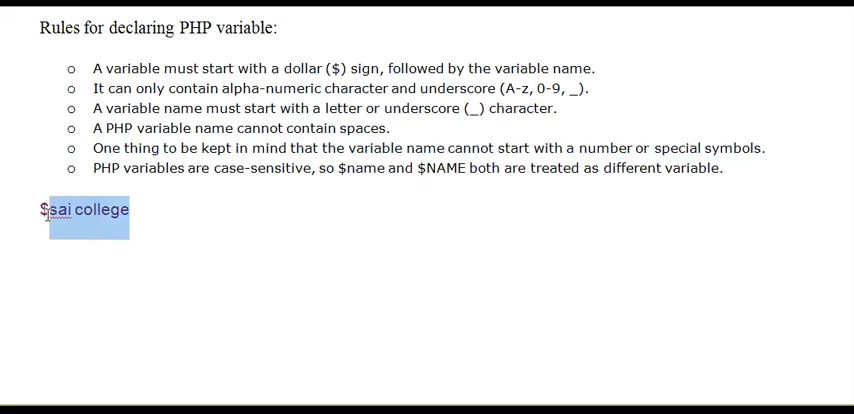 Rules for declaring PHP variable:
o A variable must start with a dollar ($) sign, followed by the variable name.
o It can only contain alpha-numeric character and underscore (A-z, 0-9, _).
o A variable name must start with a letter or underscore (_) character.
o A PHP variable name cannot contain spaces.
o One thing to be kept in mind that the variable name cannot start with a number or special symbols.
o PHP variables are case-sensitive, so $name and $NAME both are treated as different variable.
$sai college